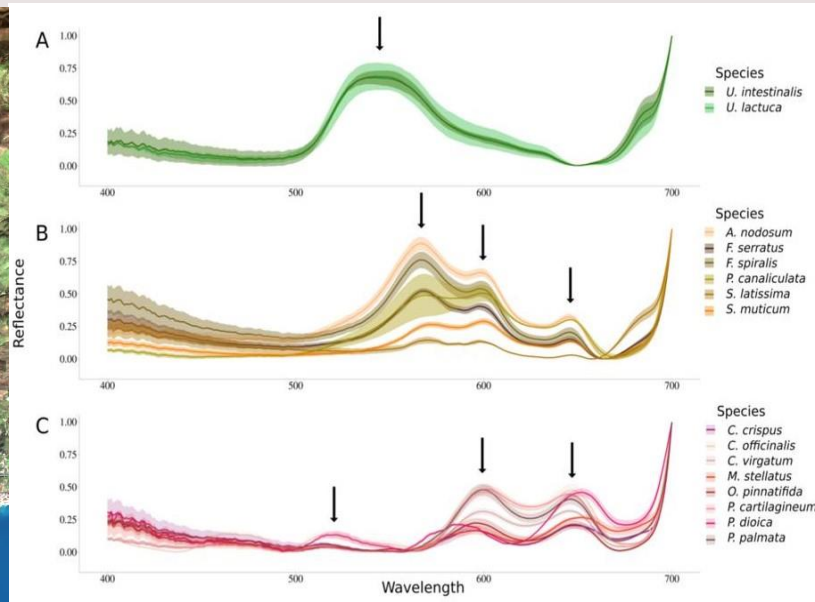 A
1.00
0.75
0.50
0.25
0.00
400
500
600
700
Species
U. intestinalis
U. lactuca
B
1.00
0.75
0.50
0.25
0.00
400
500
600
700
Species
A. nodosum
F. serratus
F. spiralis
P. canaliculata
S. latissima
S. muticum
Reflectance
C
1.00
0.75
0.50
0.25
0.00
400
500
600
700
Species
C. crispus
C. officinalis
C. virgatum
M. stellatus
O. pinnatifida
P. cartilagineum
P. dioica
P. palmata
Wavelength